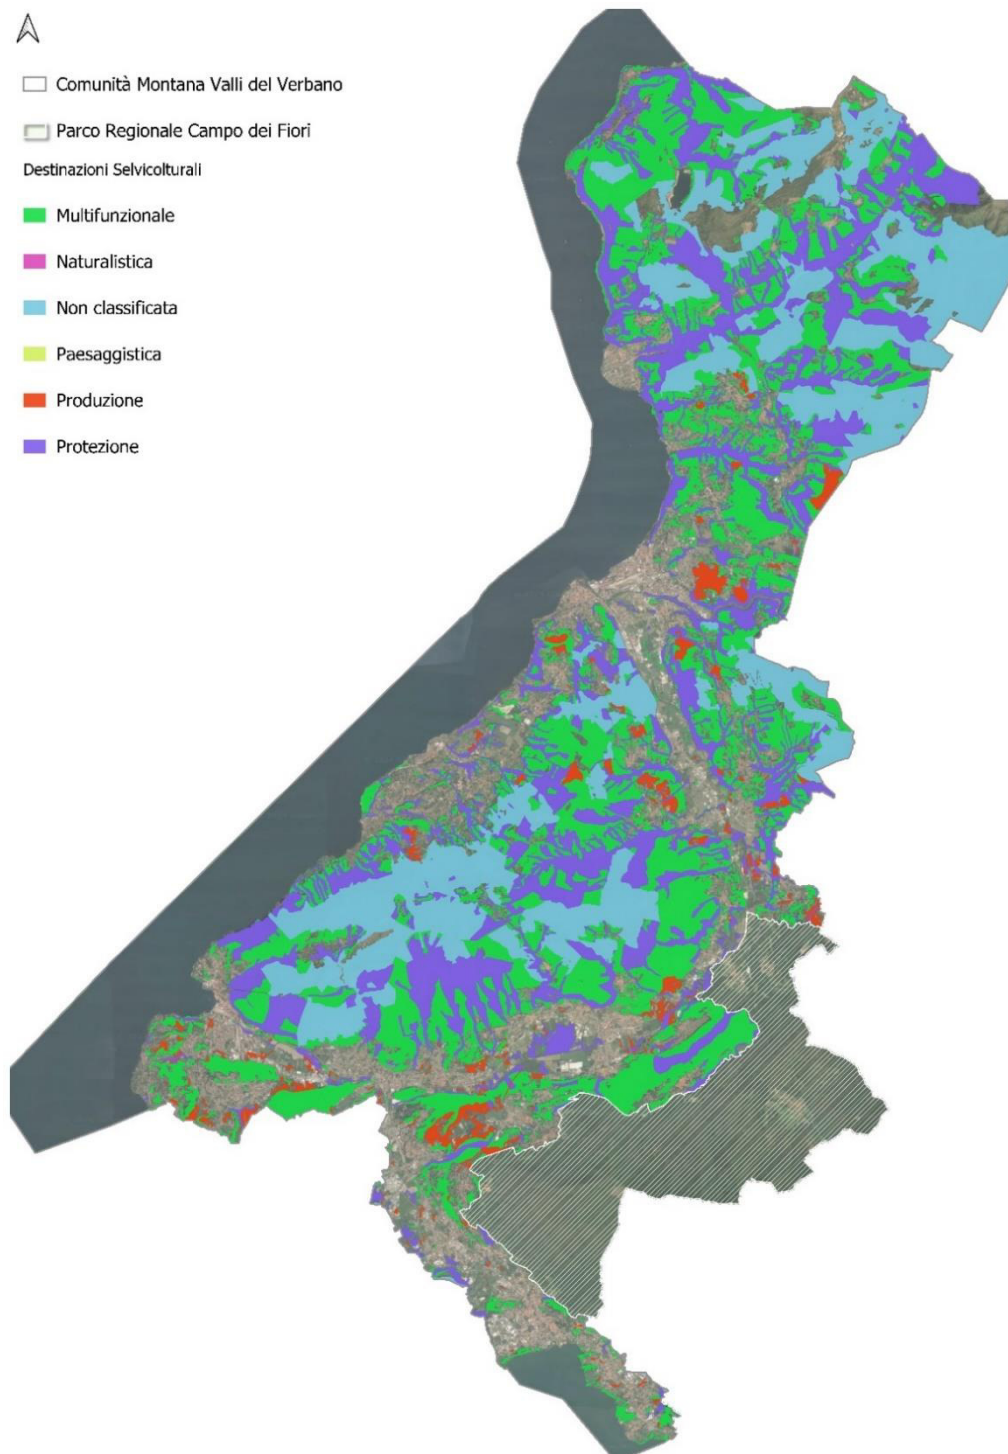 Comunità Montana Valli del Verbano
Parco Regionale Campo dei Fiori
Destinazioni Selvicolturali
Multifunzionale
Naturalistica
Non classificata
Paesaggistica
Produzione
Protezione